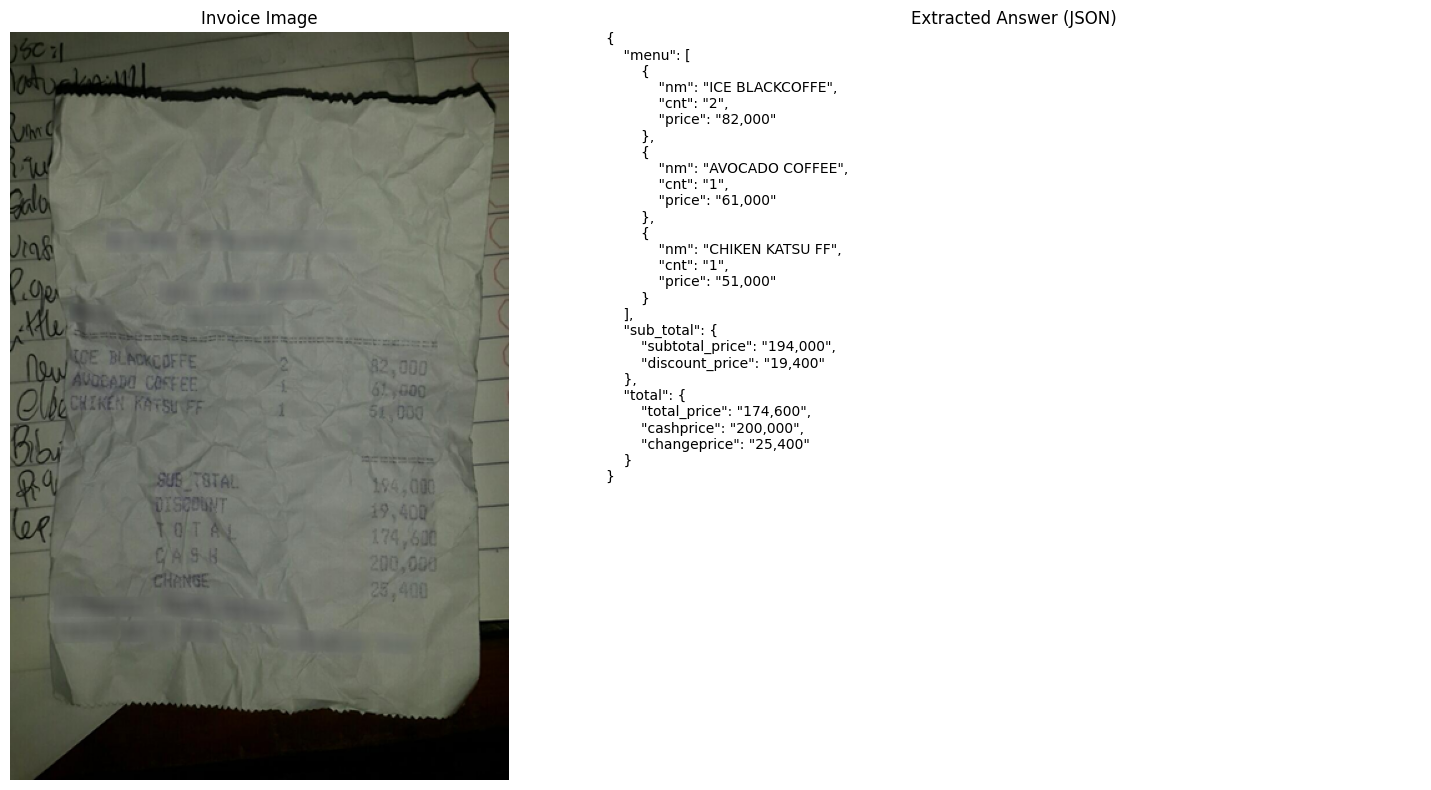 Invoice Image
ICE BLACKCOFFE 2 82,000
AVOCADO COFFEE 1 61,000
CHIKEN KATSU FF 1 51,000
SUB TOTAL 194,000
DISCOUNT 19,400
T O T A L 174,600
C A S H 200,000
CHANGE 25,400
Extracted Answer (JSON)
{
    "menu": [
        {
            "nm": "ICE BLACKCOFFE",
            "cnt": "2",
            "price": "82,000"
        },
        {
            "nm": "AVOCADO COFFEE",
            "cnt": "1",
            "price": "61,000"
        },
        {
            "nm": "CHIKEN KATSU FF",
            "cnt": "1",
            "price": "51,000"
        }
    ],
    "sub_total": {
        "subtotal_price": "194,000",
        "discount_price": "19,400"
    },
    "total": {
        "total_price": "174,600",
        "cashprice": "200,000",
        "changeprice": "25,400"
    }
}